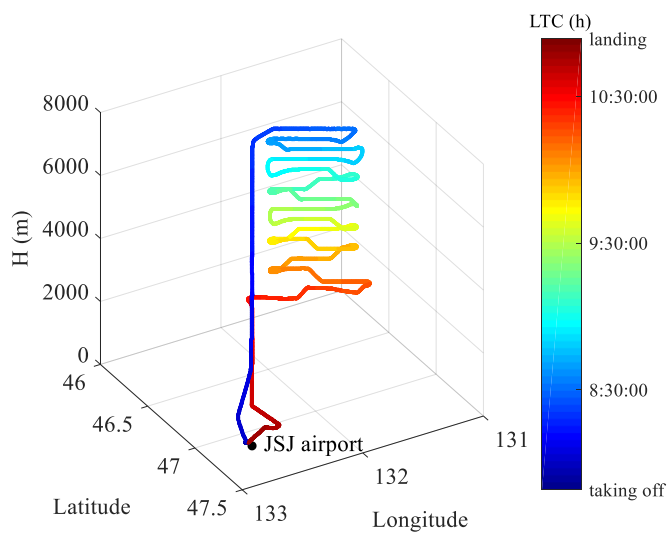 LTC (h)
landing
10:30:00
9:30:00
8:30:00
taking off
8000
6000
4000
2000
0
H (m)
46
46.5
47
47.5
Latitude
133
132
131
Longitude
JSJ airport